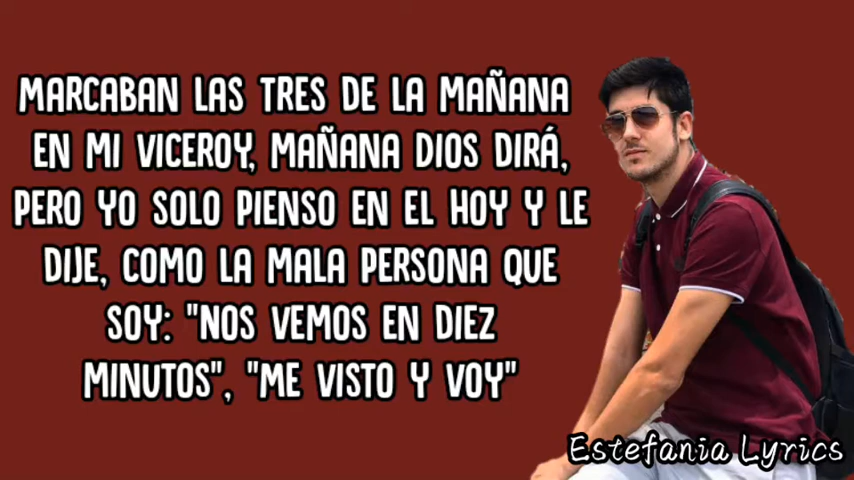 MARCABAN LAS TRES DE LA MAÑANA
EN MI VICEROY, MAÑANA DIOS DIRÁ,
PERO YO SOLO PIENSO EN EL HOY Y LE
DIJE, COMO LA MALA PERSONA QUE
SOY: "NOS VEMOS EN DIEZ
MINUTOS", "ME VISTO Y VOY"
Estefania Lyrics